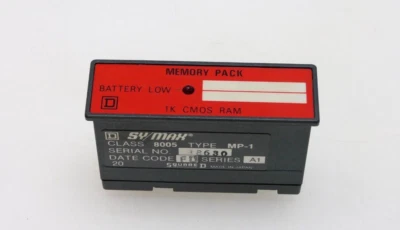 MEMORY PACK
BATTERY LOW
1K CMOS RAM
SY/MAX®
CLASS 8005 TYPE MP-1
SERIAL NO.
DATE CODE SERIES A1
20 SQUARE D